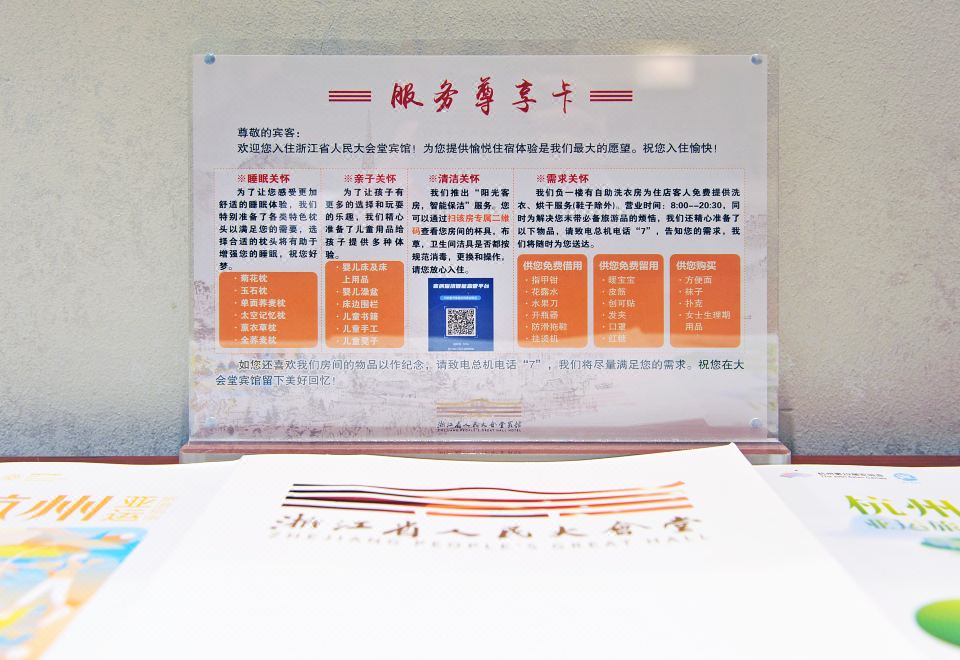 服务尊享卡
尊敬的宾客：
欢迎您入住浙江省人民大会堂宾馆！为您提供愉悦住宿体验是我们最大的愿望。祝您入住愉快！
※睡眠关怀
为了让您感受更加
舒适的睡眠体验，我们
特别准备了各类特色枕
头以满足您的需要，选
择合适的枕头将有助于
增强您的睡眠，祝您好
梦。
·菊花枕
·玉石枕
·单面荞麦枕
·太空记忆枕
·薰衣草枕
·全荞麦枕
※亲子关怀
为了让孩子有
更多的选择和玩耍
的乐趣，我们精心
准备了儿童用品给
孩子提供多种体
验。
·婴儿床及床
上用品
·婴儿澡盆
·床边围栏
·儿童书籍
·儿童手工
·儿童凳子
※清洁关怀
我们推出“阳光客
房，智能保洁”服务。您
可以通过扫该房专属二维
码查看您房间的杯具，布
草，卫生间洁具是否都按
规范消毒，更换和操作，
请您放心入住。
※需求关怀
我们负一楼有自助洗衣房为住店客人免费提供洗
衣、烘干服务(鞋子除外)。营业时间：8:00--20:30，同
时为解决您未带必备旅游品的烦恼，我们还精心准备了
以下物品，请致电总机电话“7”，告知您的需求，我
们将随时为您送达。
供您免费借用
·指甲钳
·花露水
·水果刀
·开瓶器
·防滑拖鞋
·挂烫机
供您免费留用
·暖宝宝
·皮筋
·创可贴
·发夹
·口罩
·红糖
供您购买
·方便面
·袜子
·扑克
·女士生理期
用品
如您还喜欢我们房间的物品以作纪念，请致电总机电话“7”，我们将尽量满足您的需求。祝您在大
会堂宾馆留下美好回忆！
浙江省人民大会堂宾馆
ZHEJIANG PEOPLE'S GREAT HALL HOTEL
杭州
亚运
浙江省人民大會堂
ZHEJIANG PEOPLE'S GREAT HALL
杭州
亚运旅